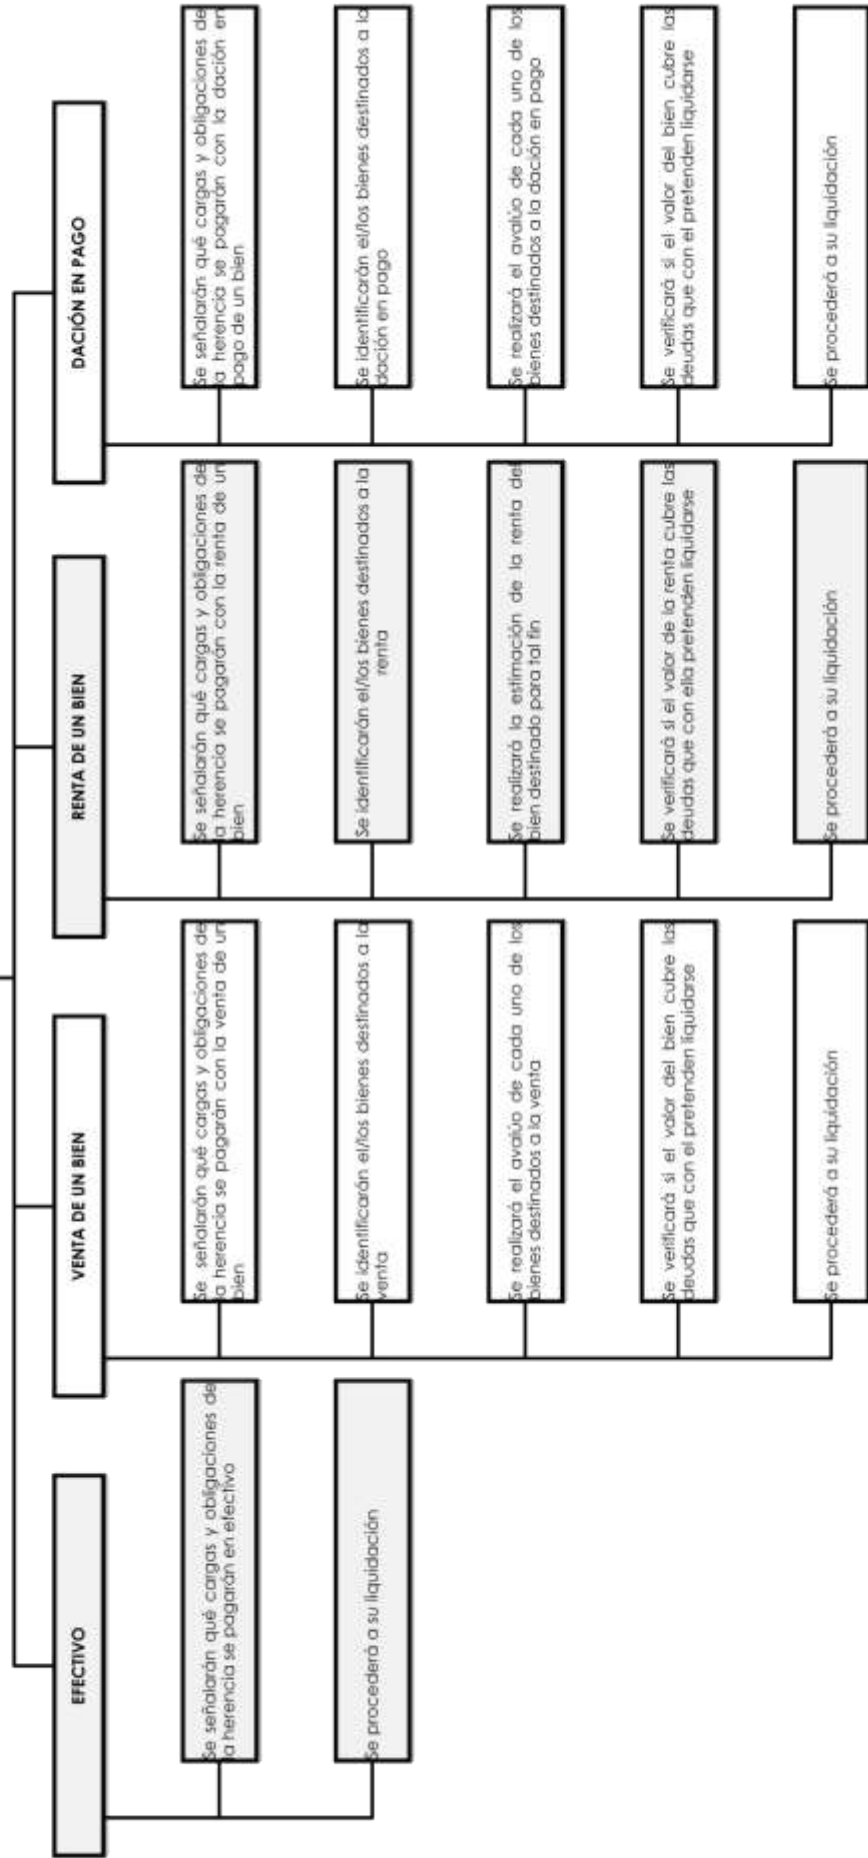 EFECTIVO
Se señalarán qué cargas y obligaciones de
la herencia se pagarán en efectivo
Se procederá a su liquidación
VENTA DE UN BIEN
Se señalarán qué cargas y obligaciones de
la herencia se pagarán con la venta de un
bien
Se identificarán el/los bienes destinados a la
venta
Se realizará el avalúo de cada uno de los
bienes destinados a la venta
Se verificará si el valor del bien cubre las
deudas que con el pretenden liquidarse
Se procederá a su liquidación
RENTA DE UN BIEN
Se señalarán qué cargas y obligaciones de
la herencia se pagarán con la renta de un
bien
Se identificarán el/los bienes destinados a la
renta
Se realizará la estimación de la renta del
bien destinado para tal fin
Se verificará si el valor de la renta cubre las
deudas que con ella pretenden liquidarse
Se procederá a su liquidación
DACIÓN EN PAGO
Se señalarán qué cargas y obligaciones de
la herencia se pagarán con la dación en
pago de un bien
Se identificarán el/los bienes destinados a la
dación en pago
Se realizará el avalúo de cada uno de los
bienes destinados a la dación en pago
Se verificará si el valor del bien cubre las
deudas que con el pretenden liquidarse
Se procederá a su liquidación